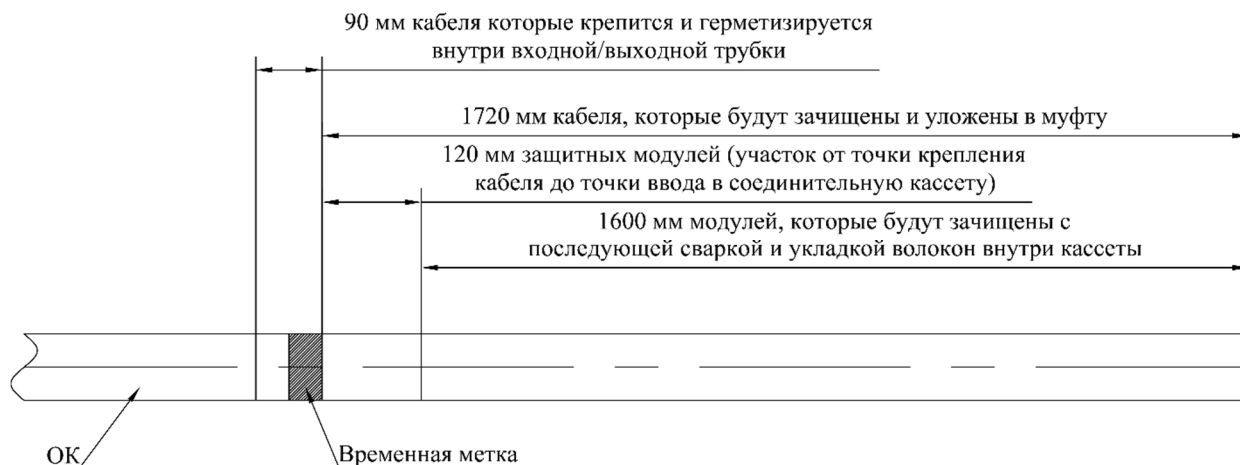 90 мм кабеля которые крепится и герметизируется
внутри входной/выходной трубки
1720 мм кабеля, которые будут зачищены и уложены в муфту
120 мм защитных модулей (участок от точки крепления
кабеля до точки ввода в соединительную кассету)
1600 мм модулей, которые будут зачищены с
последующей сваркой и укладкой волокон внутри кассеты
ОК
Временная метка